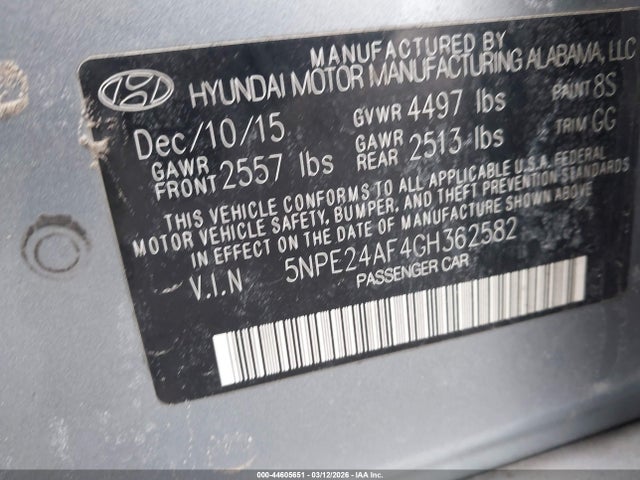 MANUFACTURED BY
HYUNDAI MOTOR MANUFACTURING ALABAMA, LLC
Dec/10/15 GVWR 4497 lbs PAINT 8S
GAWR FRONT 2557 lbs GAWR REAR 2513 lbs TRIM GG
THIS VEHICLE CONFORMS TO ALL APPLICABLE U.S.A. FEDERAL
MOTOR VEHICLE SAFETY, BUMPER, AND THEFT PREVENTION
STANDARDS IN EFFECT ON THE DATE OF MANUFACTURE SHOWN ABOVE
V.I.N 5NPE24AF4GH362582
PASSENGER CAR
000-44605651 | 03/12/2026 - IAA Inc.